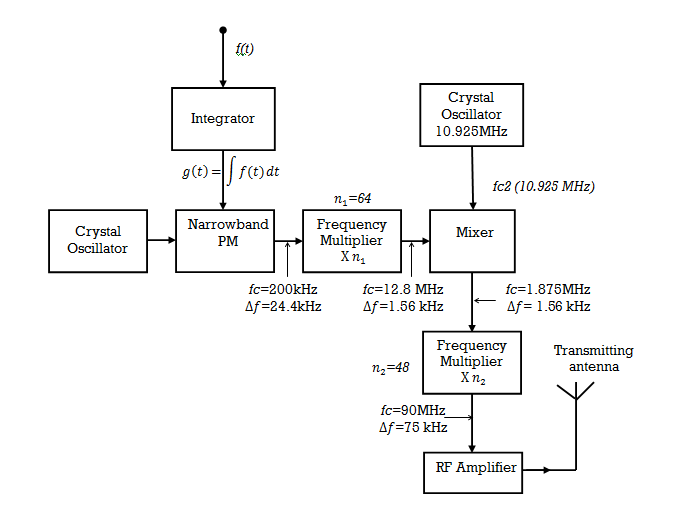 f(t)
Integrator
g(t) = ∫ f(t) dt
Crystal
Oscillator
10.925MHz
fc2 (10.925 MHz)
Crystal
Oscillator
Narrowband
PM
n₁=64
Frequency
Multiplier
X n₁
Mixer
fc=200kHz
Δf=24.4kHz
fc=12.8 MHz
Δf=1.56 kHz
fc=1.875MHz
Δf= 1.56 kHz
n₂=48
Frequency
Multiplier
X n₂
Transmitting
antenna
fc=90MHz
Δf=75 kHz
RF Amplifier